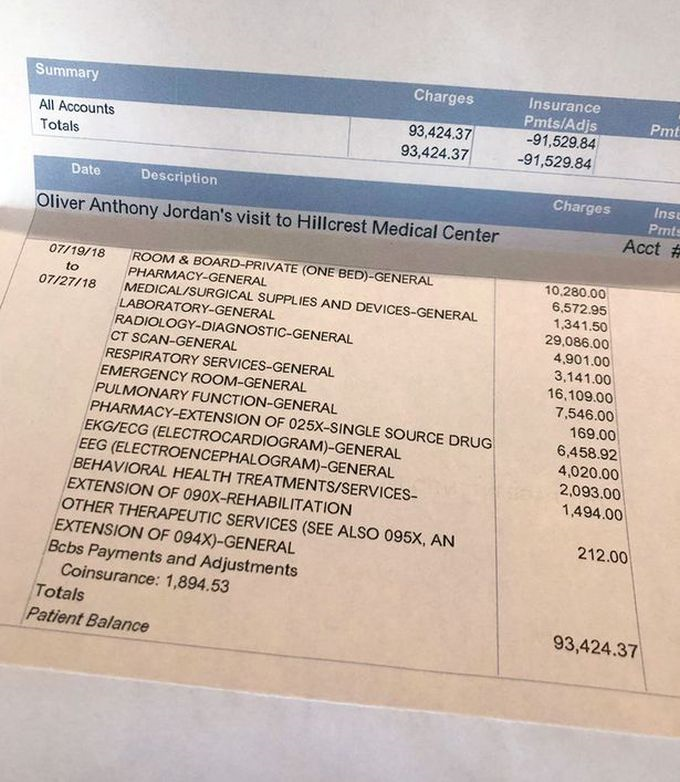 Summary
Charges Insurance Pmts/Adjs Pmt
All Accounts 93,424.37 -91,529.84
Totals 93,424.37 -91,529.84
Date Description Charges Insu Pmts
Oliver Anthony Jordan's visit to Hillcrest Medical Center Acct #
07/19/18 ROOM & BOARD-PRIVATE (ONE BED)-GENERAL 10,280.00
to PHARMACY-GENERAL 6,572.95
07/27/18 MEDICAL/SURGICAL SUPPLIES AND DEVICES-GENERAL 1,341.50
LABORATORY-GENERAL 29,086.00
RADIOLOGY-DIAGNOSTIC-GENERAL 4,901.00
CT SCAN-GENERAL 3,141.00
RESPIRATORY SERVICES-GENERAL 16,109.00
EMERGENCY ROOM-GENERAL 7,546.00
PULMONARY FUNCTION-GENERAL 169.00
PHARMACY-EXTENSION OF 025X-SINGLE SOURCE DRUG 6,458.92
EKG/ECG (ELECTROCARDIOGRAM)-GENERAL 4,020.00
EEG (ELECTROENCEPHALOGRAM)-GENERAL 2,093.00
BEHAVIORAL HEALTH TREATMENTS/SERVICES- 1,494.00
EXTENSION OF 090X-REHABILITATION
OTHER THERAPEUTIC SERVICES (SEE ALSO 095X, AN 212.00
EXTENSION OF 094X)-GENERAL
Bcbs Payments and Adjustments
Coinsurance: 1,894.53
Totals 93,424.37
Patient Balance